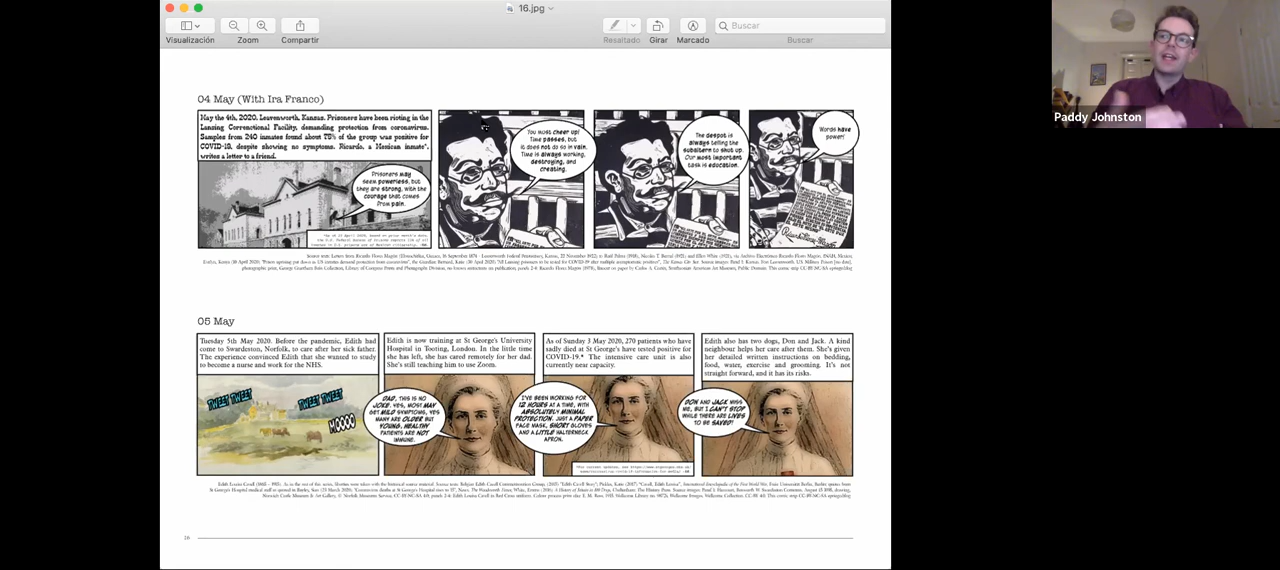 16.jpg
Visualización
Zoom
Compartir
Resaltado
Girar
Marcado
Buscar
Buscar
Paddy Johnston
04 May (With Ira Franco)
May the 4th, 2020. Leavenworth, Kansas. Prisoners have been rioting in the
Lansing Correctional Facility, demanding protection from coronavirus.
Samples from 240 inmates found about 75% of the group was positive for
COVID-19, despite showing no symptoms. Ricardo, a Mexican inmate*,
writes a letter to a friend.
Prisoners may
seem powerless, but
they are strong, with the
courage that comes
from pain.
You must cheer up!
Time passes, but
it does not do so in vain.
Time is always working,
destroying, and
creating.
The despot is
always telling the
subaltern to shut up.
Our most important
task is education.
Words have
power!
05 May
Tuesday 5th May 2020. Before the pandemic, Edith had
come to Swardeston, Norfolk, to care after her sick father.
The experience convinced Edith that she wanted to study
to become a nurse and work for the NHS.
TWEET TWEET
TWEET TWEET
MOOOO
Edith is now training at St George's University
Hospital in Tooting, London. In the little time
she has left, she has cared remotely for her dad.
She's still teaching him to use Zoom.
DAD, THIS IS NO
JOKE. YES, MOST MAY
GET MILD SYMPTOMS, YES
MANY ARE OLDER BUT
YOUNG, HEALTHY
PATIENTS ARE NOT
IMMUNE.
As of Sunday 3 May 2020, 270 patients who have
sadly died at St George's have tested positive for
COVID-19.* The intensive care unit is also
currently near capacity.
I'VE BEEN WORKING FOR
12 HOURS AT A TIME, WITH
ABSOLUTELY MINIMAL
PROTECTION. JUST A PAPER
FACE MASK, SHORT GLOVES
AND A LITTLE HALTERNECK
APRON.
Edith also has two dogs, Don and Jack. A kind
neighbour helps her care after them. She's given
her detailed written instructions on bedding,
food, water, exercise and grooming. It's not
straight forward, and it has its risks.
DON AND JACK MISS
ME, BUT I CAN'T STOP
WHILE THERE ARE LIVES
TO BE SAVED!
26